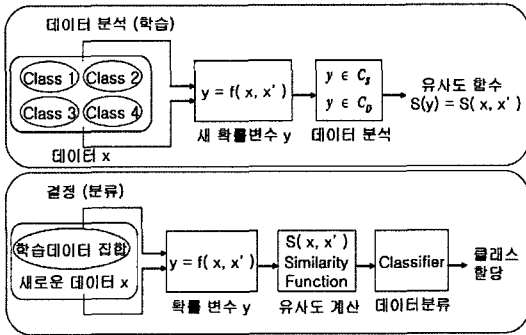 데이터 분석 (학습)
Class 1 Class 2
Class 3 Class 4
데이터 x
y = f( x, x' )
새 확률변수 y
y ∈ C_S
y ∈ C_D
데이터 분석
유사도 함수
S(y) = S( x, x' )
결정 (분류)
학습데이터 집합
새로운 데이터 x
y = f( x, x' )
확률 변수 y
S( x, x' )
Similarity
Function
유사도 계산
Classifier
데이터분류
클래스
할당